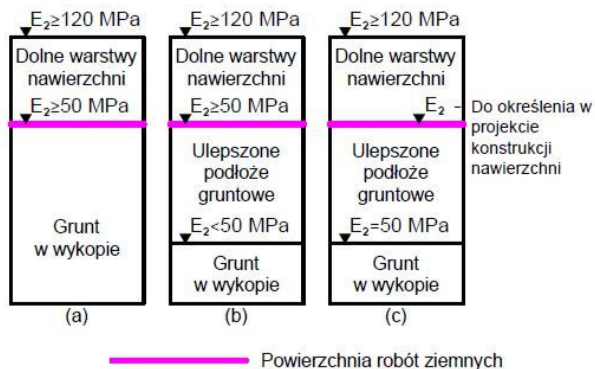 E₂≥120 MPa
Dolne warstwy
nawierzchni
E₂≥50 MPa
Grunt
w wykopie
(a)
E₂≥120 MPa
Dolne warstwy
nawierzchni
E₂≥50 MPa
Ulepszone
podłoże
gruntowe
E₂<50 MPa
Grunt
w wykopie
(b)
E₂≥120 MPa
Dolne warstwy
nawierzchni
E₂ - Do określenia w
projekcie
konstrukcji
nawierzchni
Ulepszone
podłoże
gruntowe
E₂=50 MPa
Grunt
w wykopie
(c)
Powierzchnia robót ziemnych